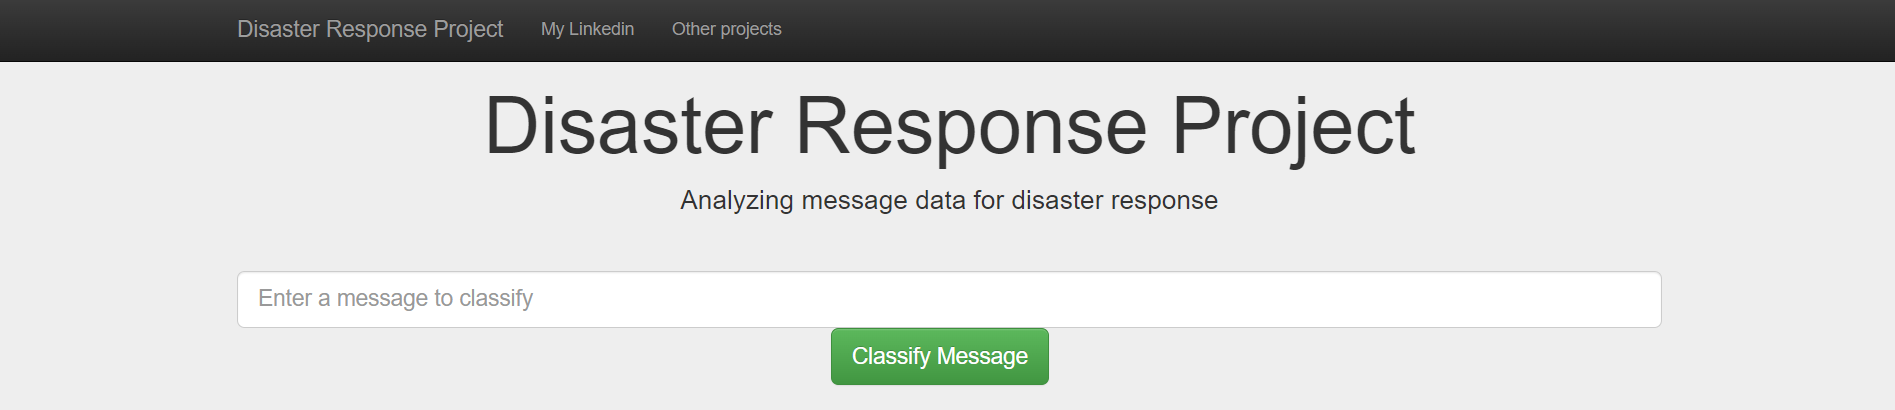 Disaster Response Project My Linkedin Other projects
Disaster Response Project
Analyzing message data for disaster response
Enter a message to classify
Classify Message